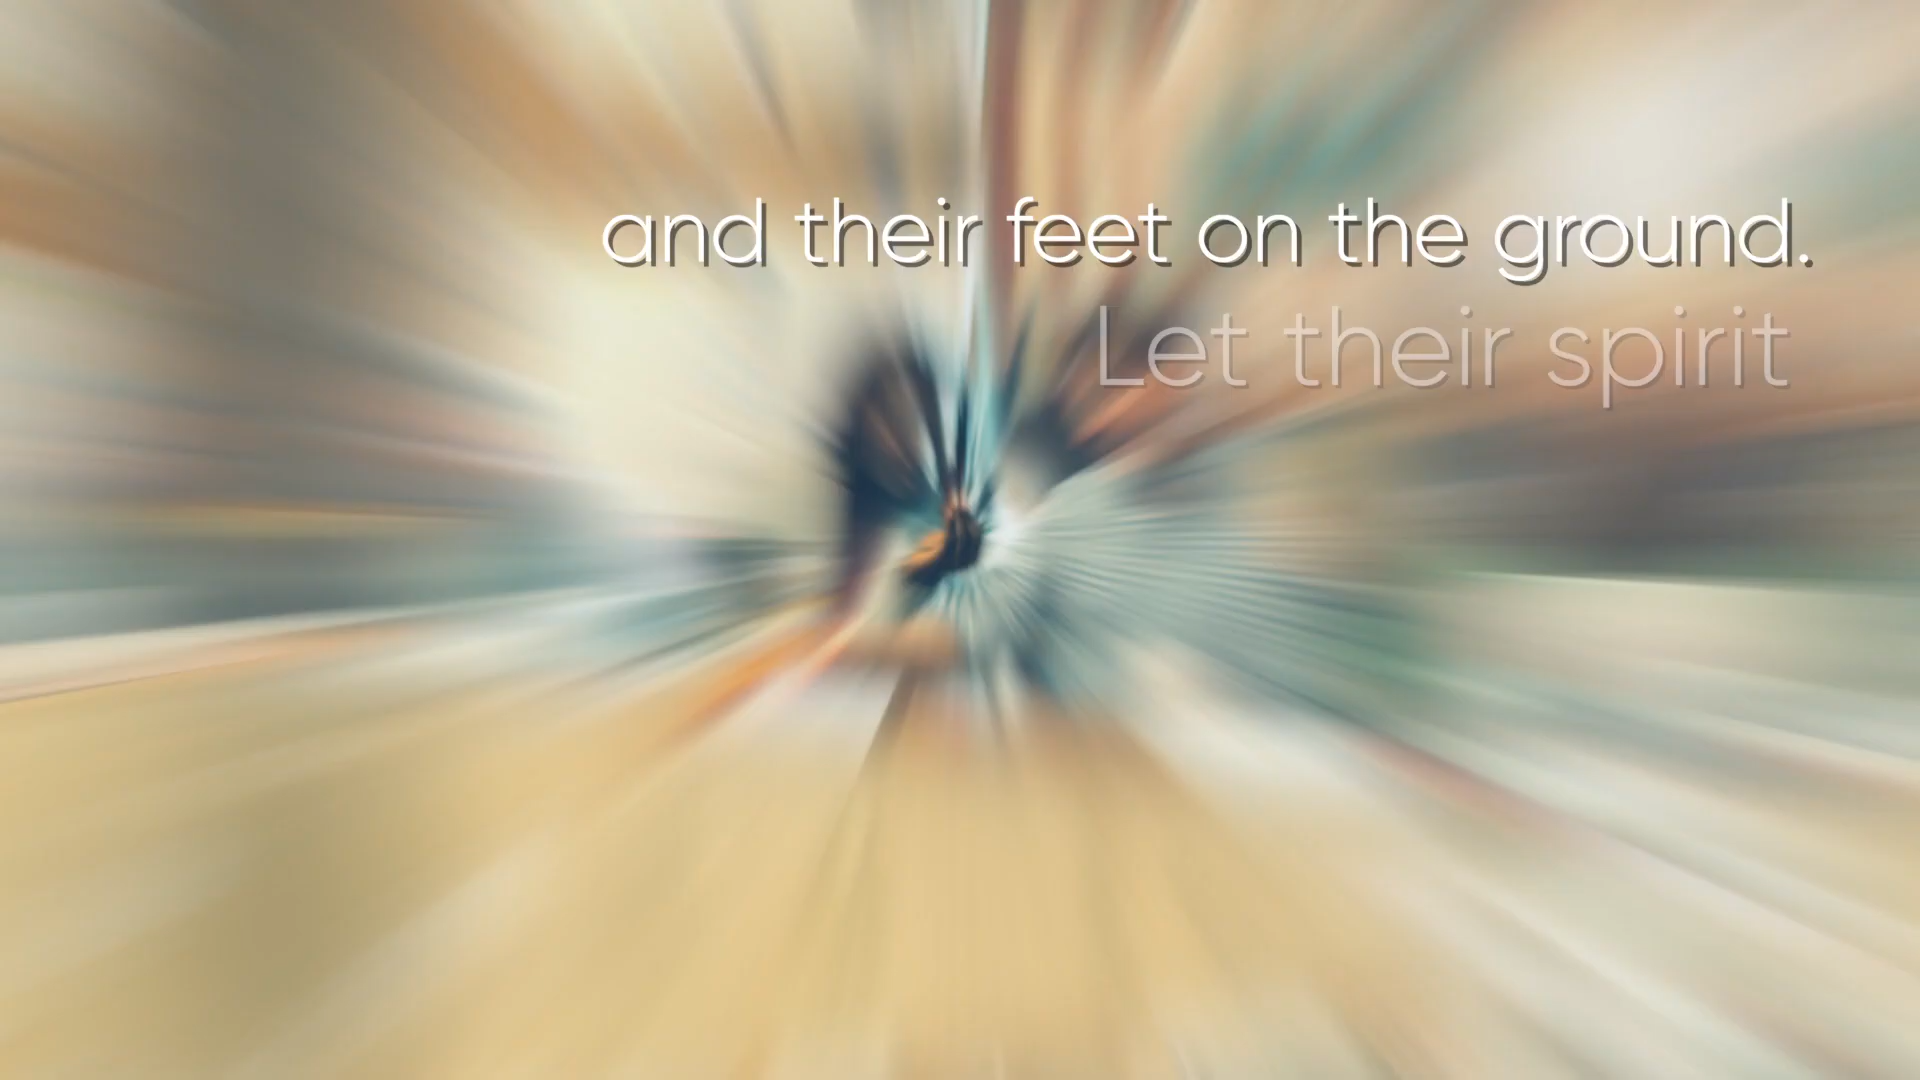 and their feet on the ground.
Let their spirit